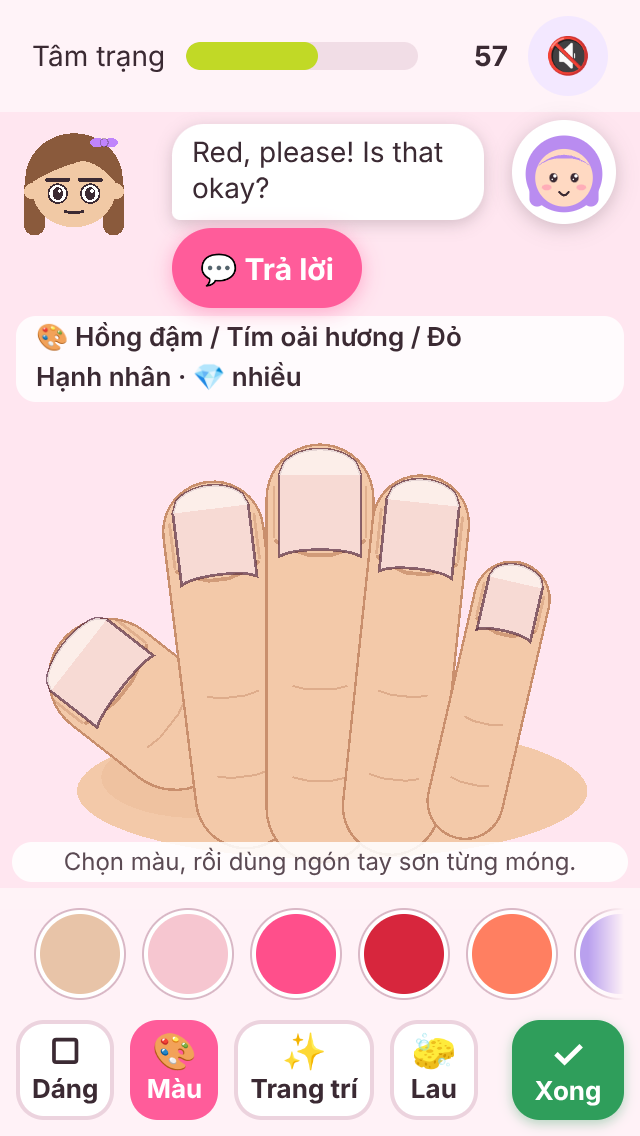 Tâm trạng
57
Red, please! Is that
okay?
Trả lời
Hồng đậm / Tím oải hương / Đỏ
Hạnh nhân · 💎 nhiều
Chọn màu, rồi dùng ngón tay sơn từng móng.
Dáng
Màu
Trang trí
Lau
Xong